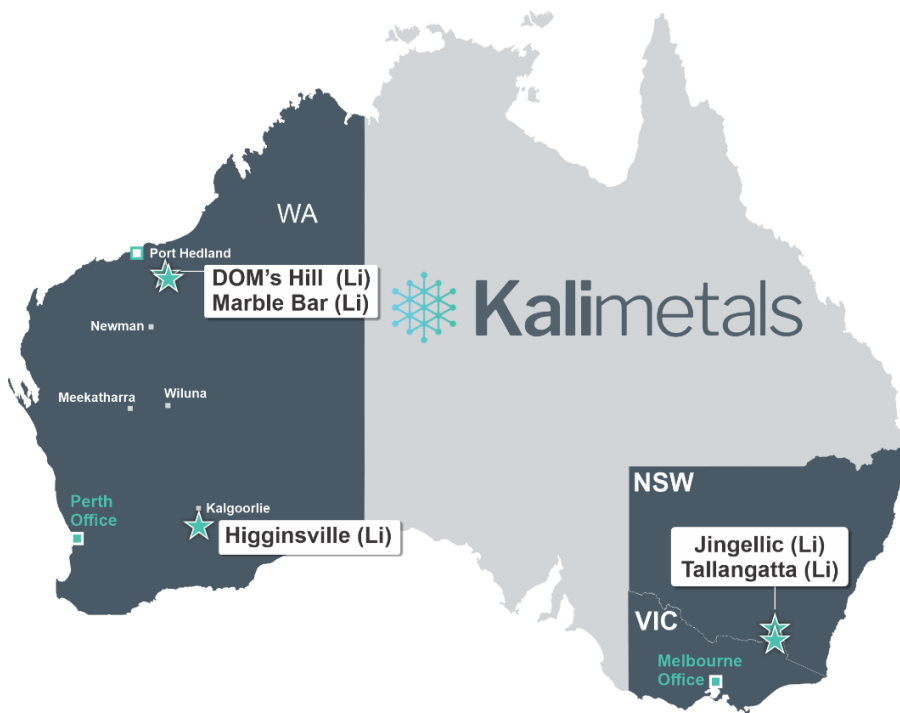 WA
Port Hedland
DOM's Hill (Li)
Marble Bar (Li)
Kalimetals
Newman
Meekatharra
Wiluna
Perth
Office
Kalgoorlie
Higginsville (Li)
NSW
Jingellic (Li)
Tallangatta (Li)
VIC
Melbourne
Office